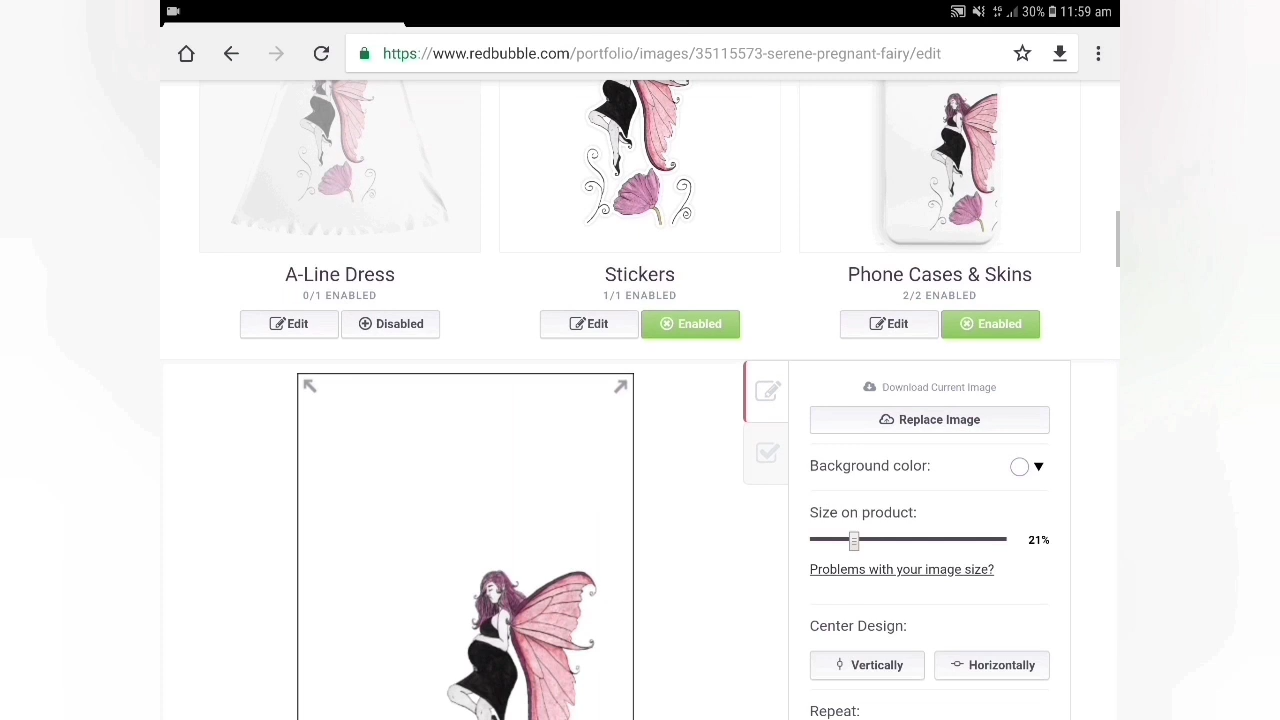 4G 30% 11:59 am
https://www.redbubble.com/portfolio/images/35115573-serene-pregnant-fairy/edit
A-Line Dress Stickers Phone Cases & Skins
0/1 ENABLED 1/1 ENABLED 2/2 ENABLED
Edit Disabled Edit Enabled Edit Enabled
Download Current Image
Replace Image
Background color:
Size on product:
21%
Problems with your image size?
Center Design:
Vertically Horizontally
Repeat: